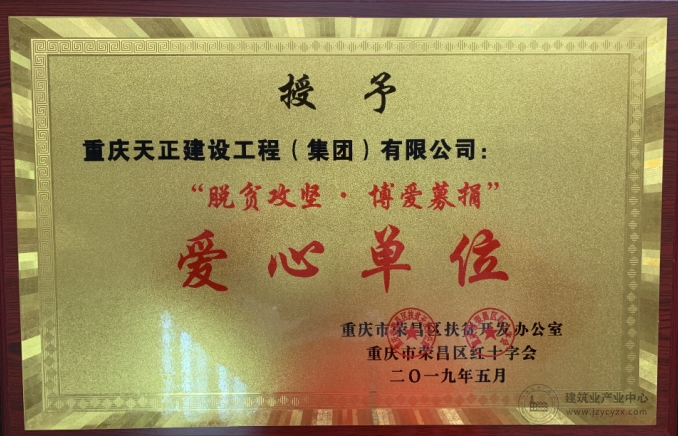 授予
重庆天正建设工程（集团）有限公司：
“脱贫攻坚·博爱募捐”
爱心单位
重庆市荣昌区扶贫开发办公室
重庆市荣昌区红十字会
二〇一九年五月
建筑业产业中心
www.jzycyzx.com